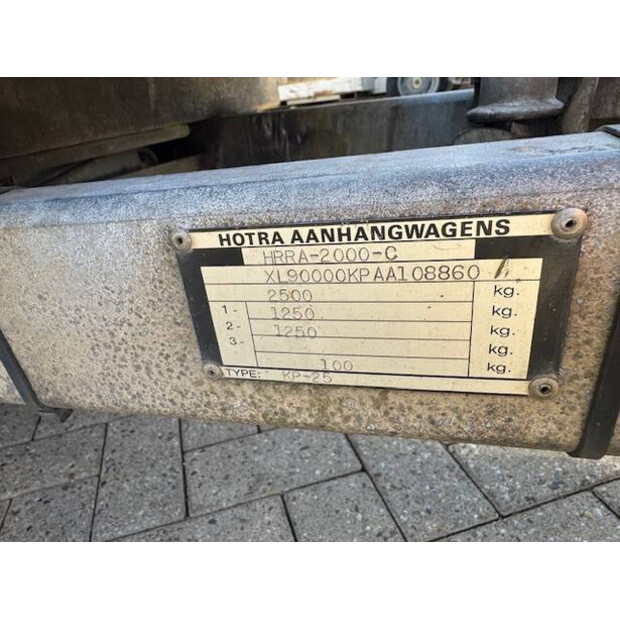 HOTRA AANHANGWAGENS
HRRA-2000-C
XL90000KPAA108860
2500 kg.
1- 1250 kg.
2- 1250 kg.
3- kg.
100 kg.
TYPE: KP-25